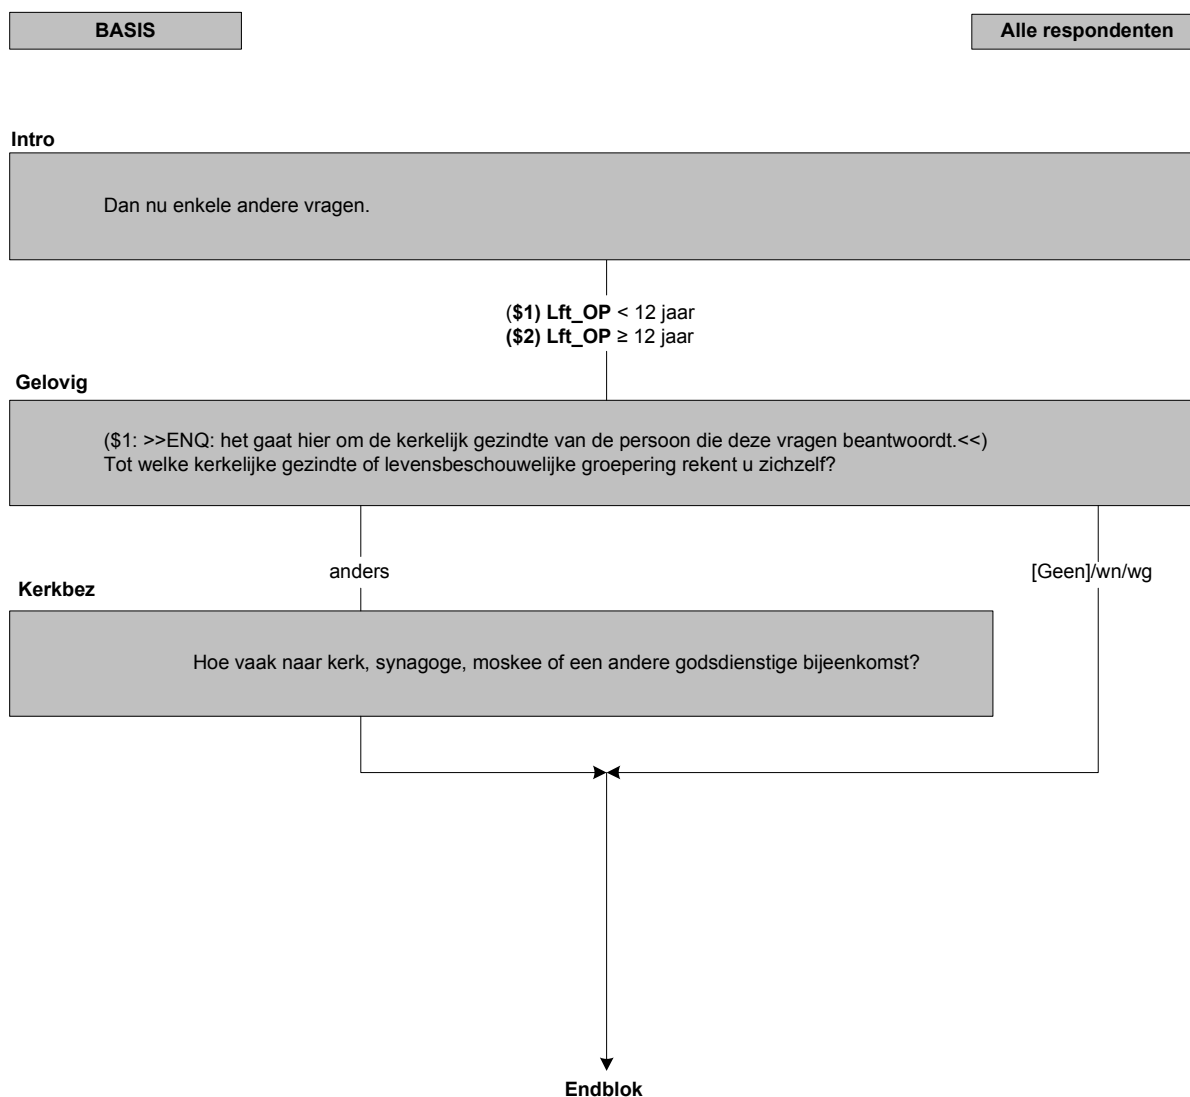 BASIS
Alle respondenten
Intro
Dan nu enkele andere vragen.
($1) Lft_OP < 12 jaar
($2) Lft_OP ≥ 12 jaar
Gelovig
($1: >>ENQ: het gaat hier om de kerkelijk gezindte van de persoon die deze vragen beantwoordt.<<)
Tot welke kerkelijke gezindte of levensbeschouwelijke groepering rekent u zichzelf?
anders
[Geen]/wn/wg
Kerkbez
Hoe vaak naar kerk, synagoge, moskee of een andere godsdienstige bijeenkomst?
Endblok